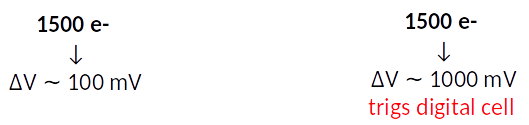 1500 e-
↓
ΔV ~ 100 mV
1500 e-
↓
ΔV ~ 1000 mV
trigs digital cell